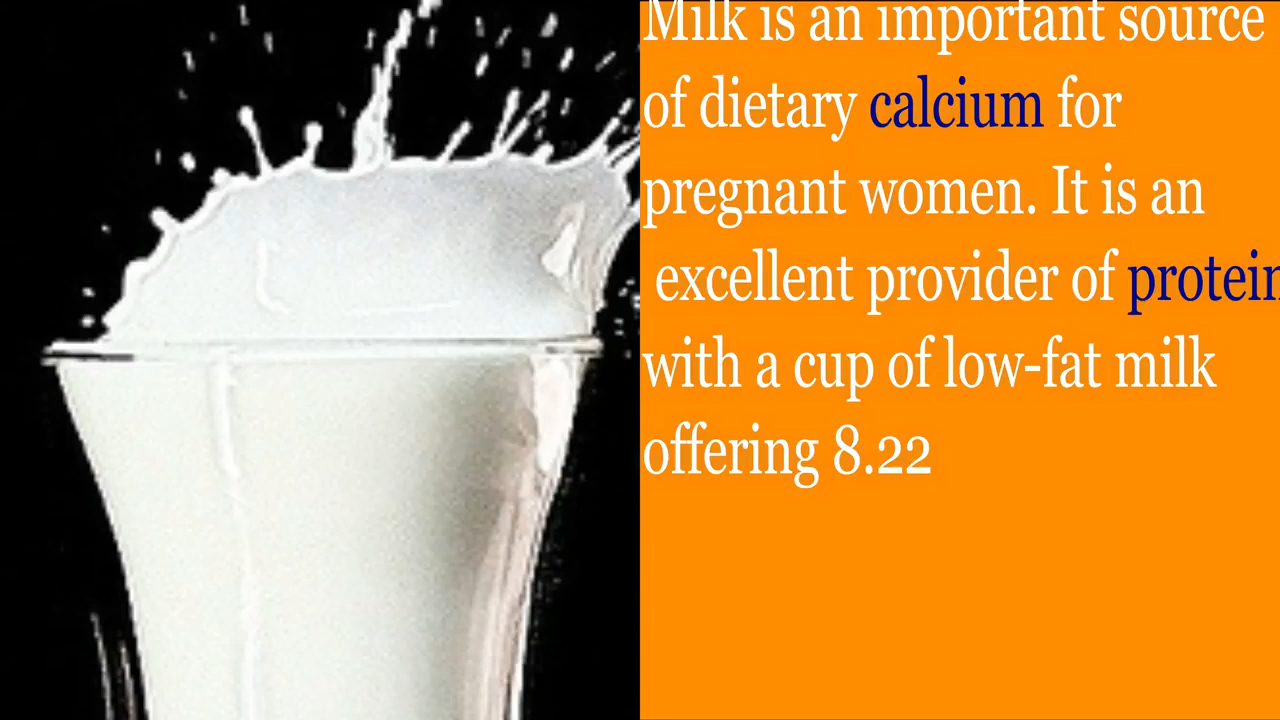 Milk is an important source
of dietary calcium for
pregnant women. It is an
excellent provider of protein
with a cup of low-fat milk
offering 8.22